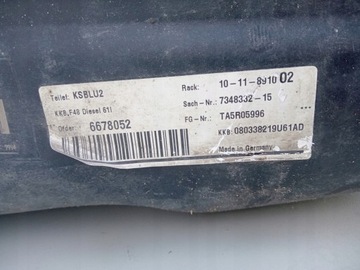 Teilet: KSBLU2
Rack: 10-11-8910 02
KKB F48 Diesel 61l
Sach-Nr.: 7348332-15
Order 6678052
FG-Nr.: TA5R05996
KKB: 080338219U61AD
Made in Germany